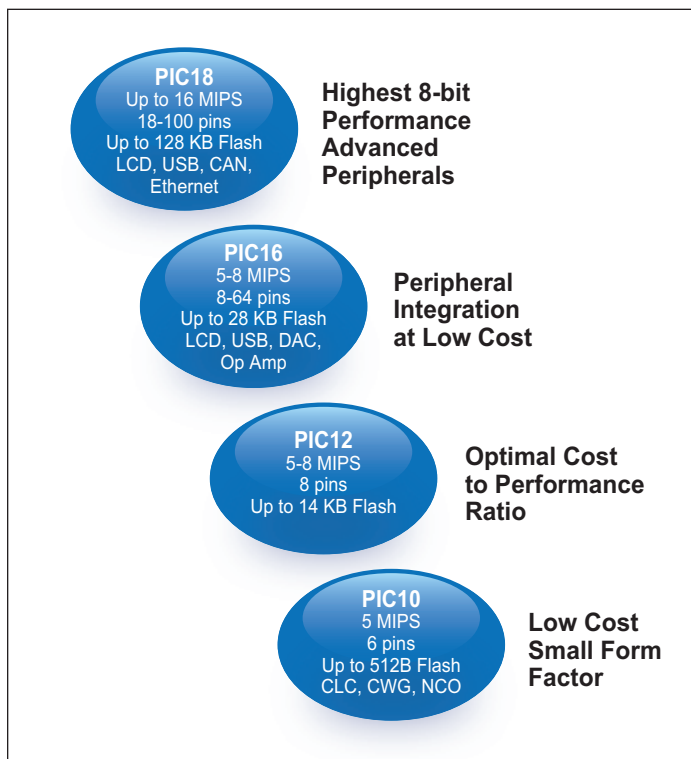 PIC18
Up to 16 MIPS
18-100 pins
Up to 128 KB Flash
LCD, USB, CAN,
Ethernet
Highest 8-bit
Performance
Advanced
Peripherals
PIC16
5-8 MIPS
8-64 pins
Up to 28 KB Flash
LCD, USB, DAC,
Op Amp
Peripheral
Integration
at Low Cost
PIC12
5-8 MIPS
8 pins
Up to 14 KB Flash
Optimal Cost
to Performance
Ratio
PIC10
5 MIPS
6 pins
Up to 512B Flash
CLC, CWG, NCO
Low Cost
Small Form
Factor